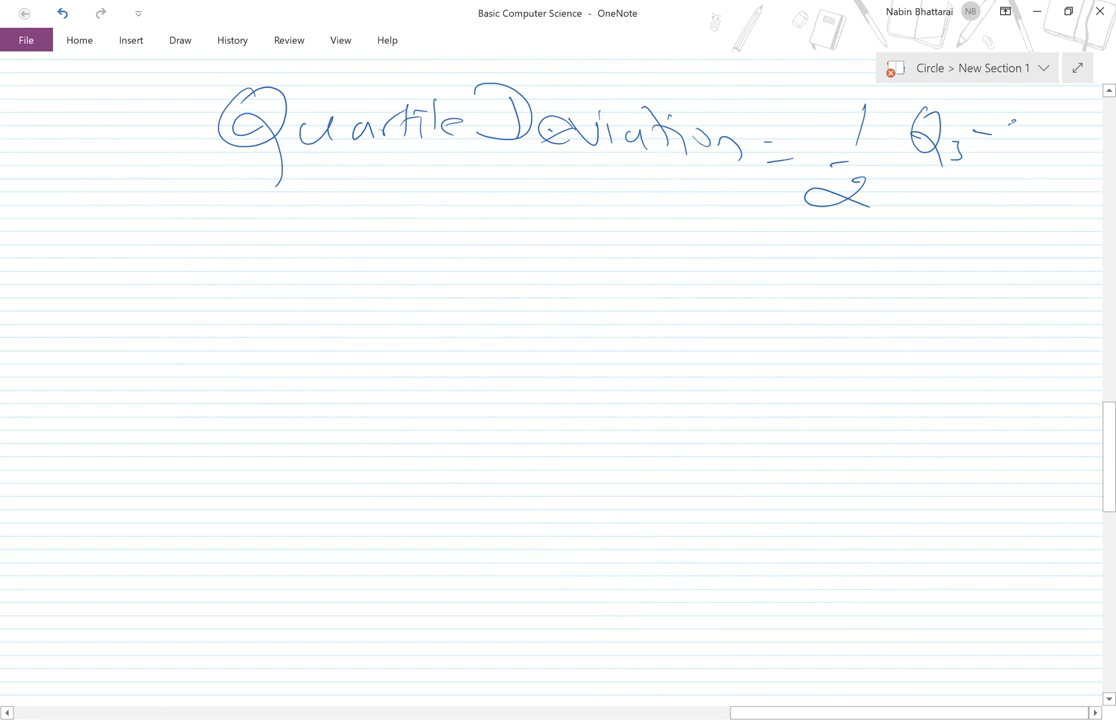 Basic Computer Science - OneNote
Nabin Bhattarai NB
File Home Insert Draw History Review View Help
Circle > New Section 1
Quartile Deviation = 1/2 Q3 -